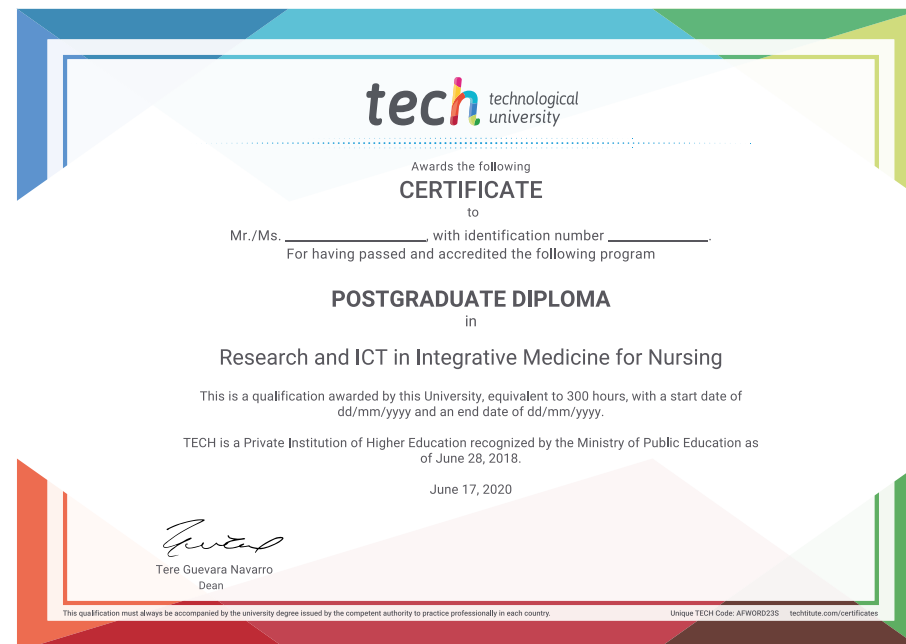 tech technological
university
Awards the following
CERTIFICATE
to
Mr./Ms. ____________________, with identification number ______________.
For having passed and accredited the following program
POSTGRADUATE DIPLOMA
in
Research and ICT in Integrative Medicine for Nursing
This is a qualification awarded by this University, equivalent to 300 hours, with a start date of
dd/mm/yyyy and an end date of dd/mm/yyyy.
TECH is a Private Institution of Higher Education recognized by the Ministry of Public Education as
of June 28, 2018.
June 17, 2020
Tere Guevara Navarro
Dean
This qualification must always be accompanied by the university degree issued by the competent authority to practice professionally in each country. Unique TECH Code: AFWORD23S techtitute.com/certificates